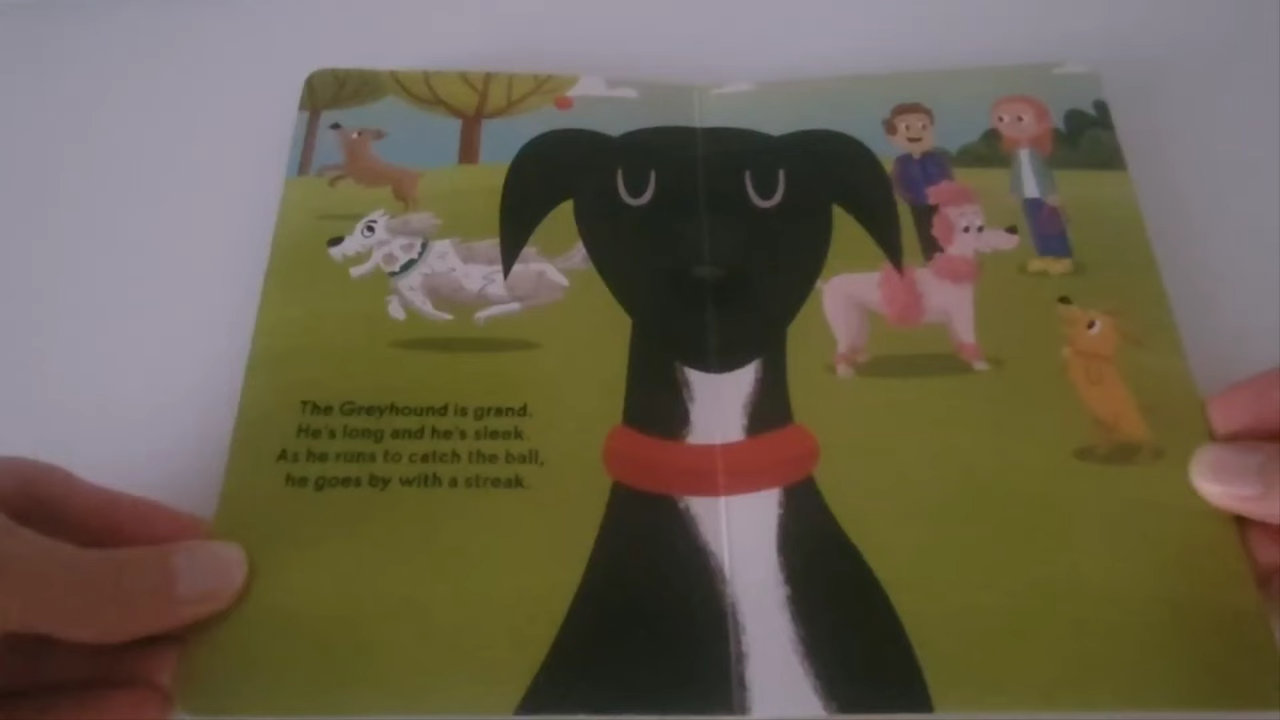 The Greyhound is grand.
He's long and he's sleek.
As he runs to catch the ball,
he goes by with a streak.